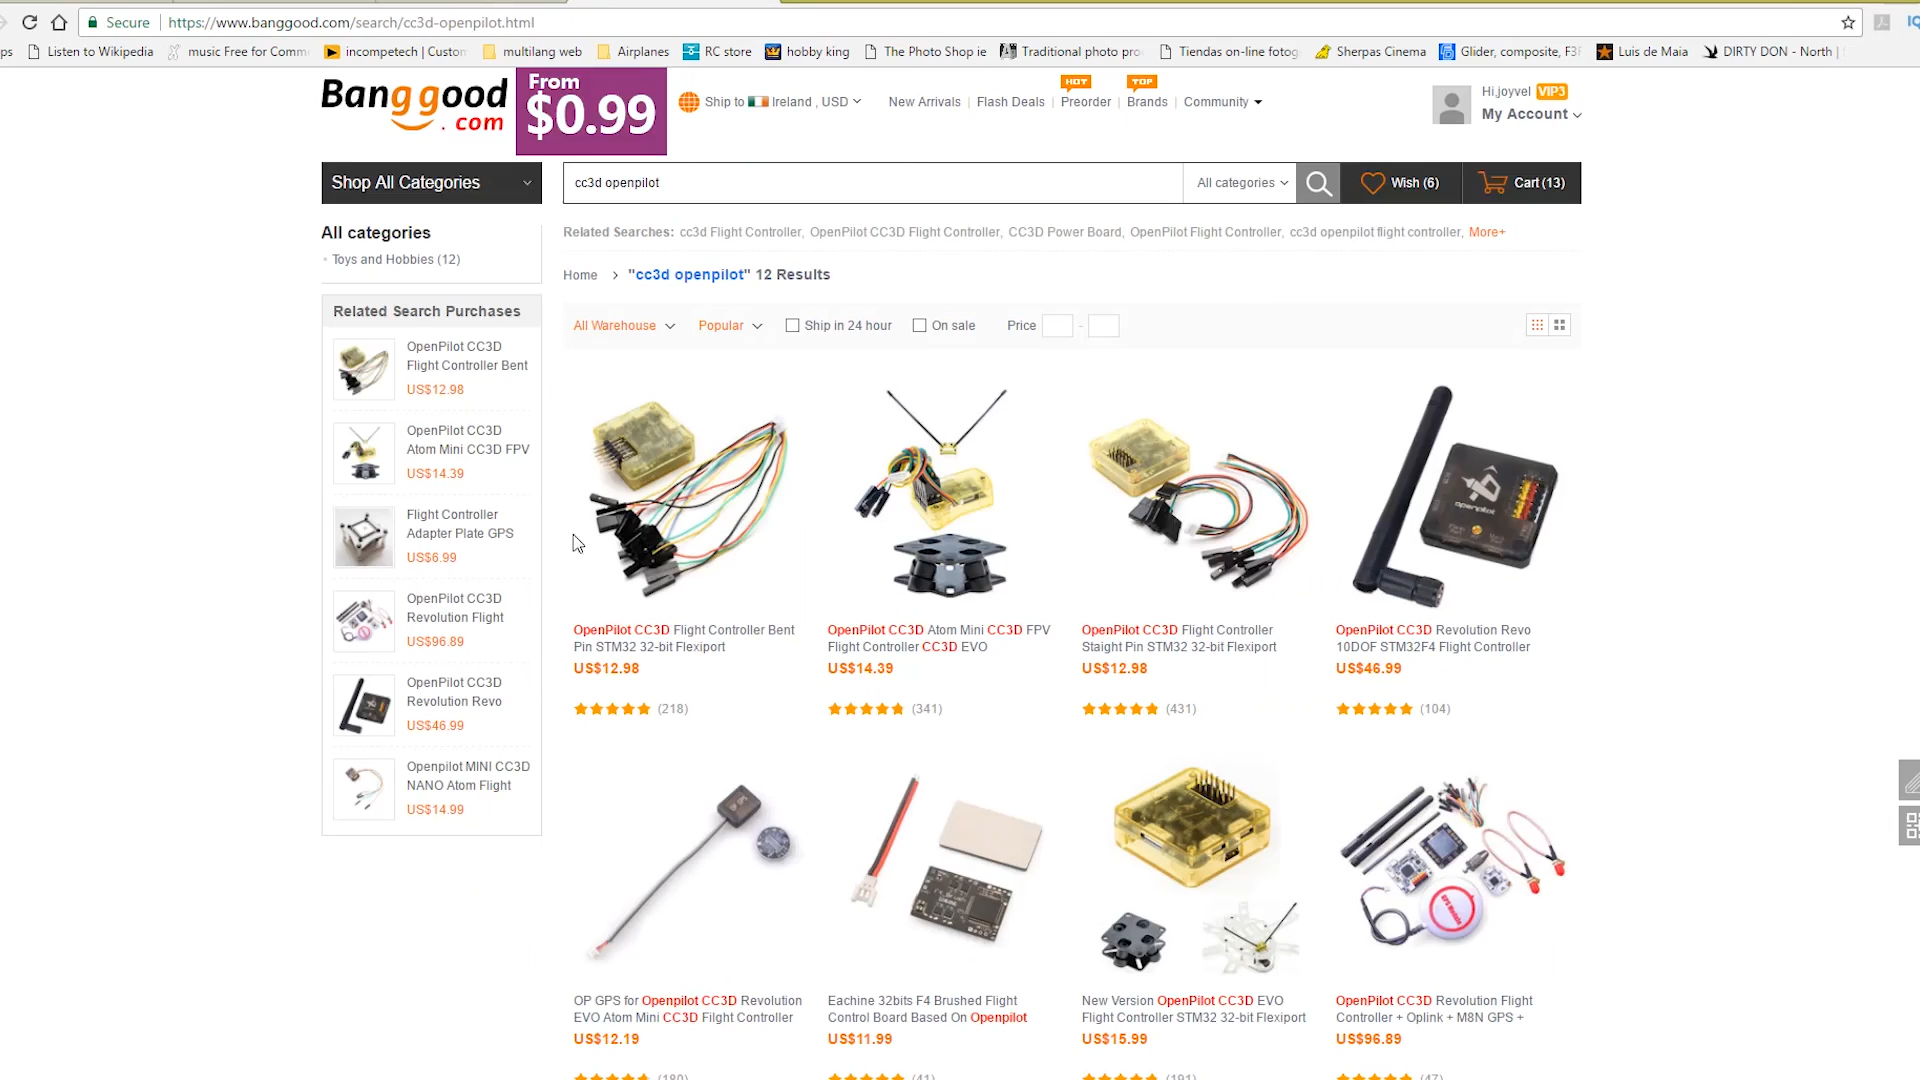 Secure https://www.banggood.com/search/cc3d-openpilot.html
ps Listen to Wikipedia music Free for Comm incompetech | Custom multilang web Airplanes RC store hobby king The Photo Shop ie Traditional photo pro Tiendas on-line fotog Sherpas Cinema Glider, composite, F3F Luis de Maia DIRTY DON - North |
Banggood.com
From
$0.99
Ship to Ireland , USD
New Arrivals | Flash Deals | Preorder | Brands | Community
HOT
TOP
Hi,joyvel VIP3
My Account
Shop All Categories
cc3d openpilot
All categories
Wish (6)
Cart (13)
Related Searches: cc3d Flight Controller, OpenPilot CC3D Flight Controller, CC3D Power Board, OpenPilot Flight Controller, cc3d openpilot flight controller, More+
All categories
Toys and Hobbies (12)
Home > "cc3d openpilot" 12 Results
All Warehouse Popular Ship in 24 hour On sale Price -
Related Search Purchases
OpenPilot CC3D
Flight Controller Bent
US$12.98
OpenPilot CC3D
Atom Mini CC3D FPV
US$14.39
Flight Controller
Adapter Plate GPS
US$6.99
OpenPilot CC3D
Revolution Flight
US$96.89
OpenPilot CC3D
Revolution Revo
US$46.99
Openpilot MINI CC3D
NANO Atom Flight
US$14.99
openpilot
OpenPilot CC3D Flight Controller Bent
Pin STM32 32-bit Flexiport
US$12.98
(218)
OpenPilot CC3D Atom Mini CC3D FPV
Flight Controller CC3D EVO
US$14.39
(341)
OpenPilot CC3D Flight Controller
Staight Pin STM32 32-bit Flexiport
US$12.98
(431)
OpenPilot CC3D Revolution Revo
10DOF STM32F4 Flight Controller
US$46.99
(104)
OP GPS for Openpilot CC3D Revolution
EVO Atom Mini CC3D Filght Controller
US$12.19
(180)
Eachine 32bits F4 Brushed Flight
Control Board Based On Openpilot
US$11.99
(41)
New Version OpenPilot CC3D EVO
Flight Controller STM32 32-bit Flexiport
US$15.99
(191)
OpenPilot CC3D Revolution Flight
Controller + Oplink + M8N GPS +
US$96.89
(47)